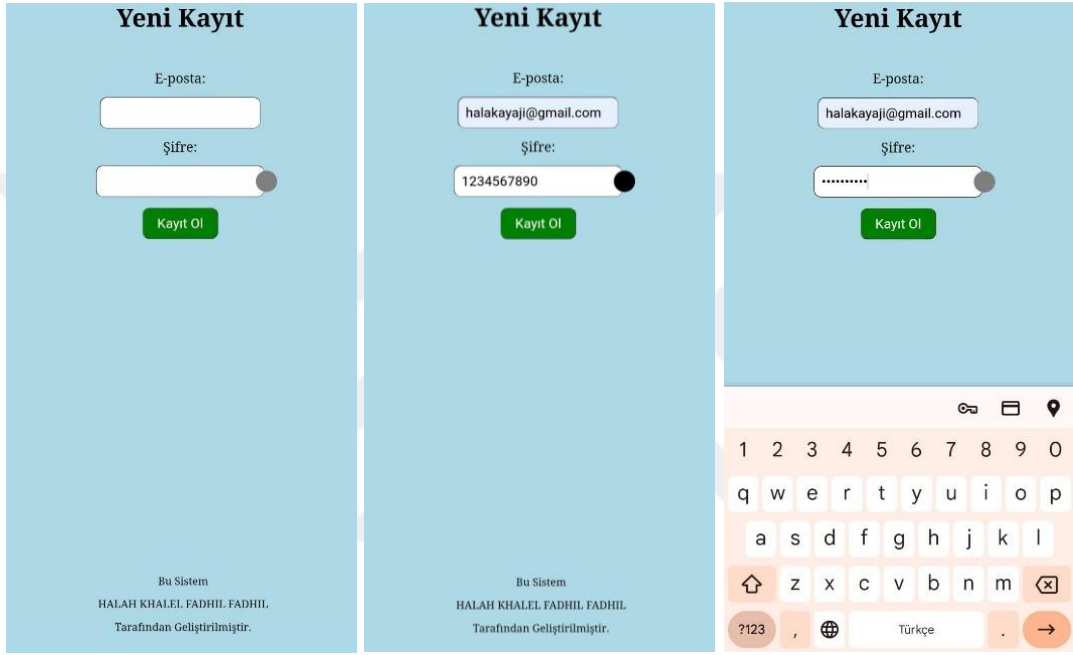 Yeni Kayıt
E-posta:
Şifre:
Kayıt Ol
Bu Sistem
HALAH KHALEL FADHIL FADHIL
Tarafından Geliştirilmiştir.
Yeni Kayıt
E-posta:
halakayaji@gmail.com
Şifre:
1234567890
Kayıt Ol
Bu Sistem
HALAH KHALEL FADHIL FADHIL
Tarafından Geliştirilmiştir.
Yeni Kayıt
E-posta:
halakayaji@gmail.com
Şifre:
••••••••••
Kayıt Ol
1 2 3 4 5 6 7 8 9 0
q w e r t y u i o p
a s d f g h j k l
z x c v b n m
?123 , Türkçe .